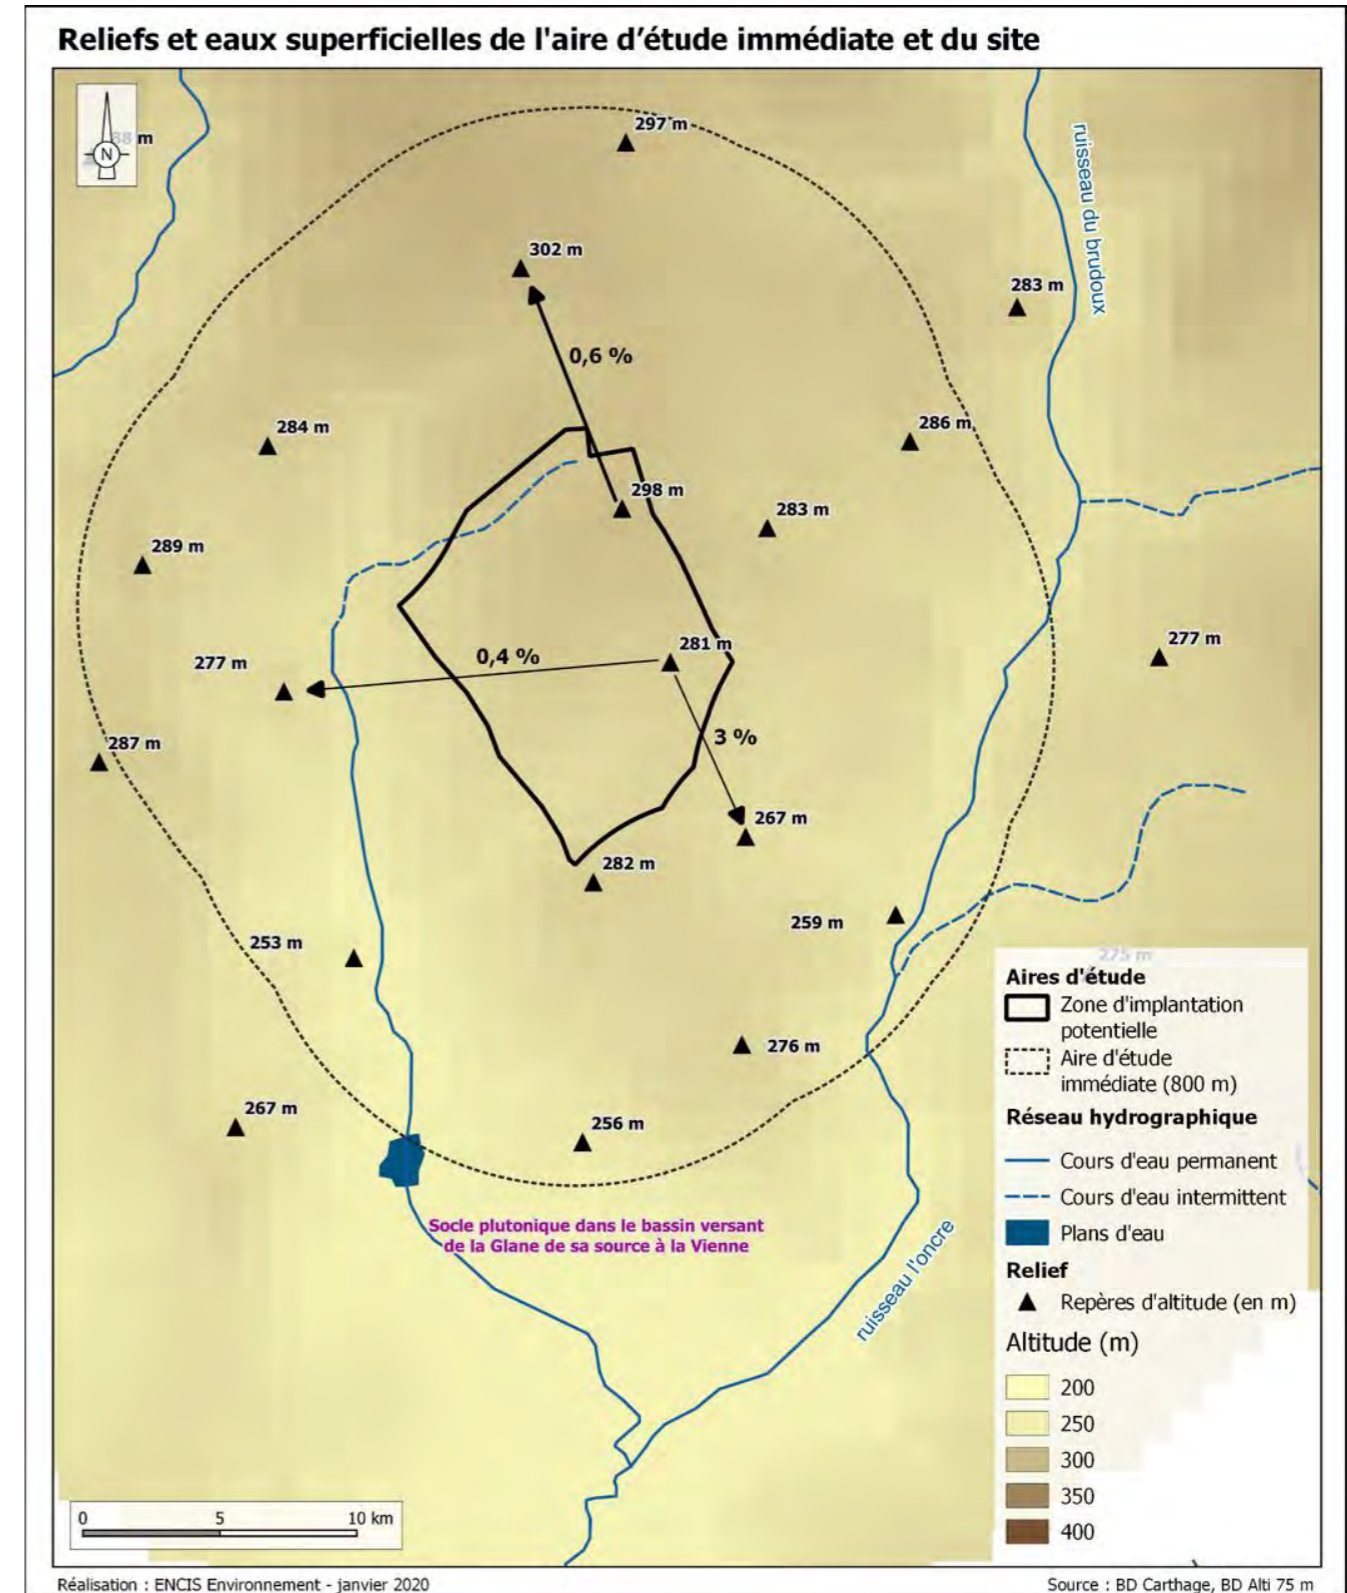 Reliefs et eaux superficielles de l'aire d’étude immédiate et du site
N
88 m
297 m
ruisseau du brudoux
302 m
283 m
0,6 %
284 m
286 m
298 m
283 m
289 m
281 m
277 m
277 m
0,4 %
287 m
3 %
267 m
282 m
259 m
253 m
275 m
276 m
267 m
256 m
Socle plutonique dans le bassin versant
de la Glane de sa source à la Vienne
ruisseau l'oncre
Aires d'étude
Zone d'implantation
potentielle
Aire d'étude
immédiate (800 m)
Réseau hydrographique
Cours d'eau permanent
Cours d'eau intermittent
Plans d'eau
Relief
Repères d'altitude (en m)
Altitude (m)
200
250
300
350
400
0 5 10 km
Réalisation : ENCIS Environnement - janvier 2020
Source : BD Carthage, BD Alti 75 m